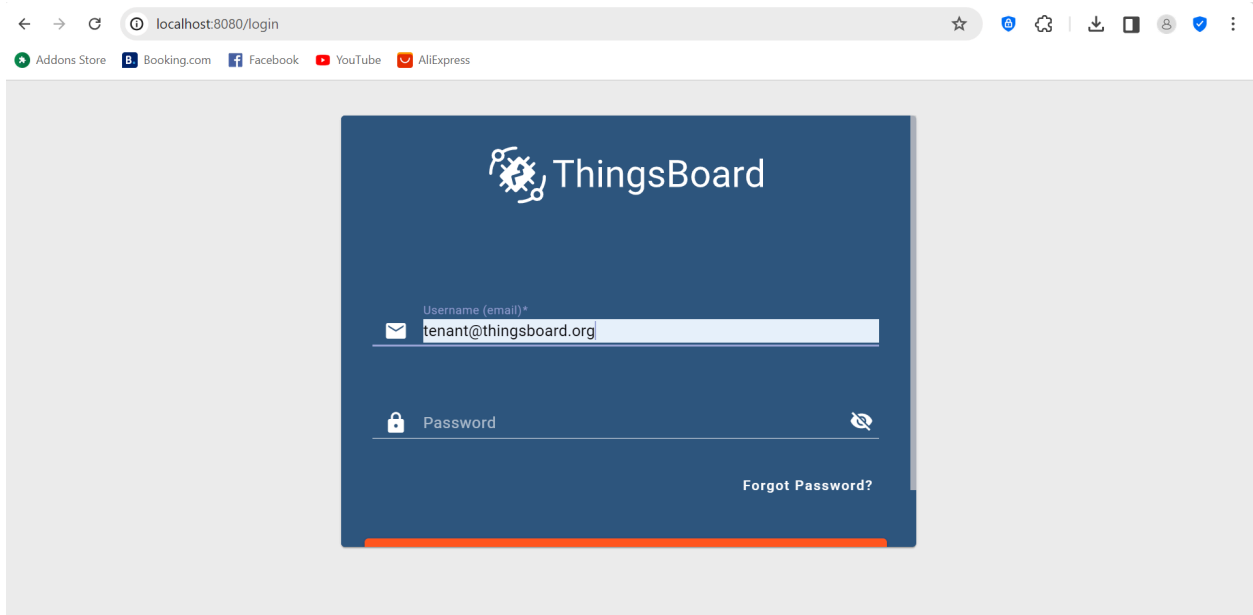 localhost:8080/login
Addons Store B. Booking.com Facebook YouTube AliExpress
ThingsBoard
Username (email)*
tenant@thingsboard.org
Password
Forgot Password?